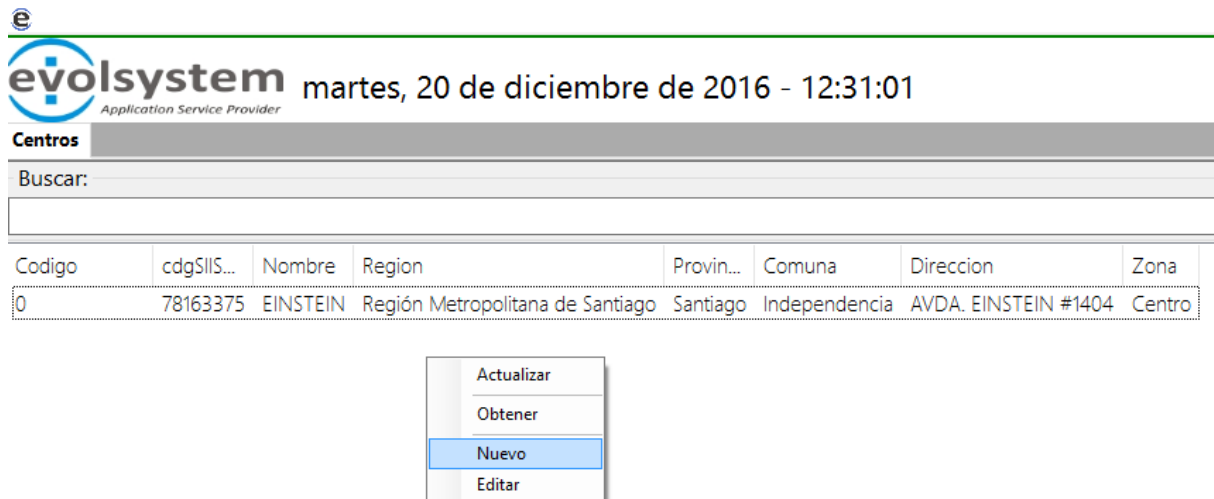 e
evolsystem martes, 20 de diciembre de 2016 - 12:31:01
Application Service Provider
Centros
Buscar:
Codigo cdgSIIS... Nombre Region Provin... Comuna Direccion Zona
0 78163375 EINSTEIN Región Metropolitana de Santiago Santiago Independencia AVDA. EINSTEIN #1404 Centro
Actualizar
Obtener
Nuevo
Editar